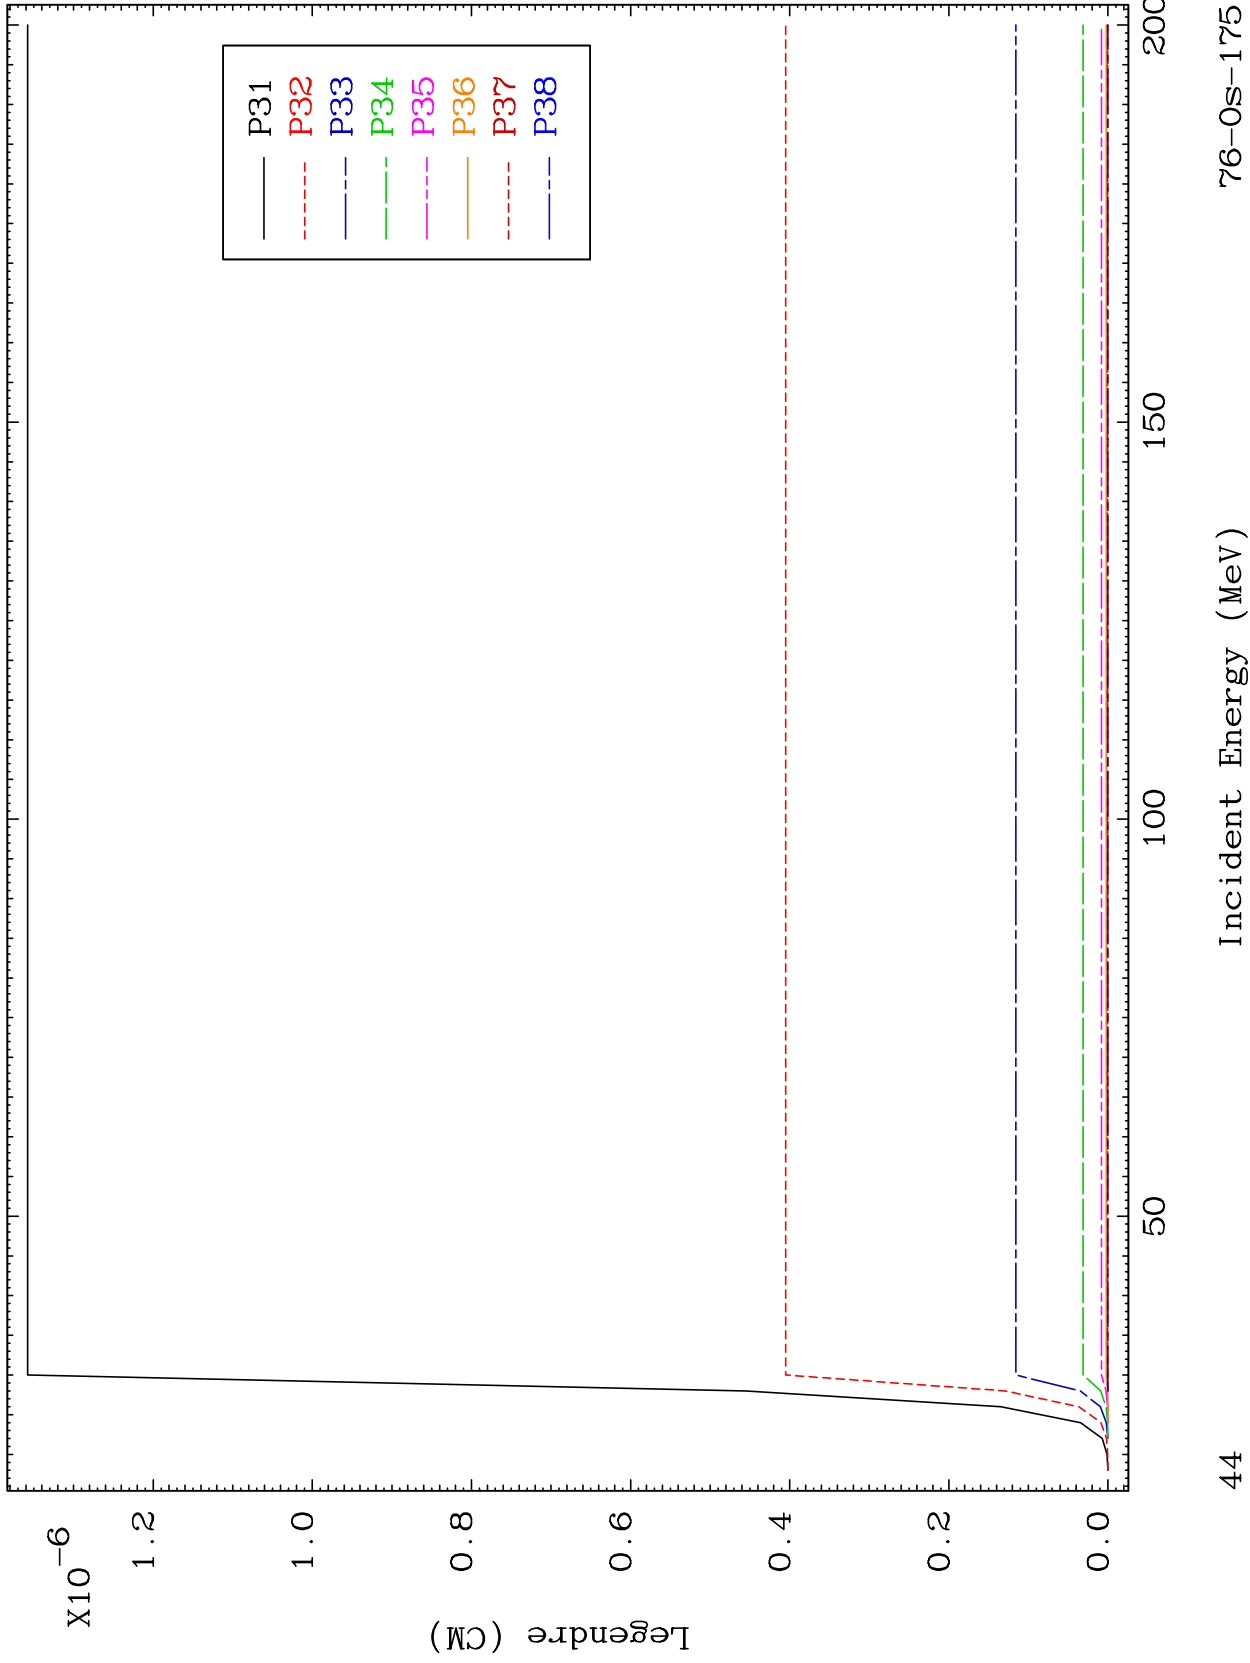 X10-6
1.2
1.0
0.8
0.6
0.4
0.2
0.0
Legendre (CM)
P31
P32
P33
P34
P35
P36
P37
P38
50
100
150
200
Incident Energy (MeV)
44
76-Os-175